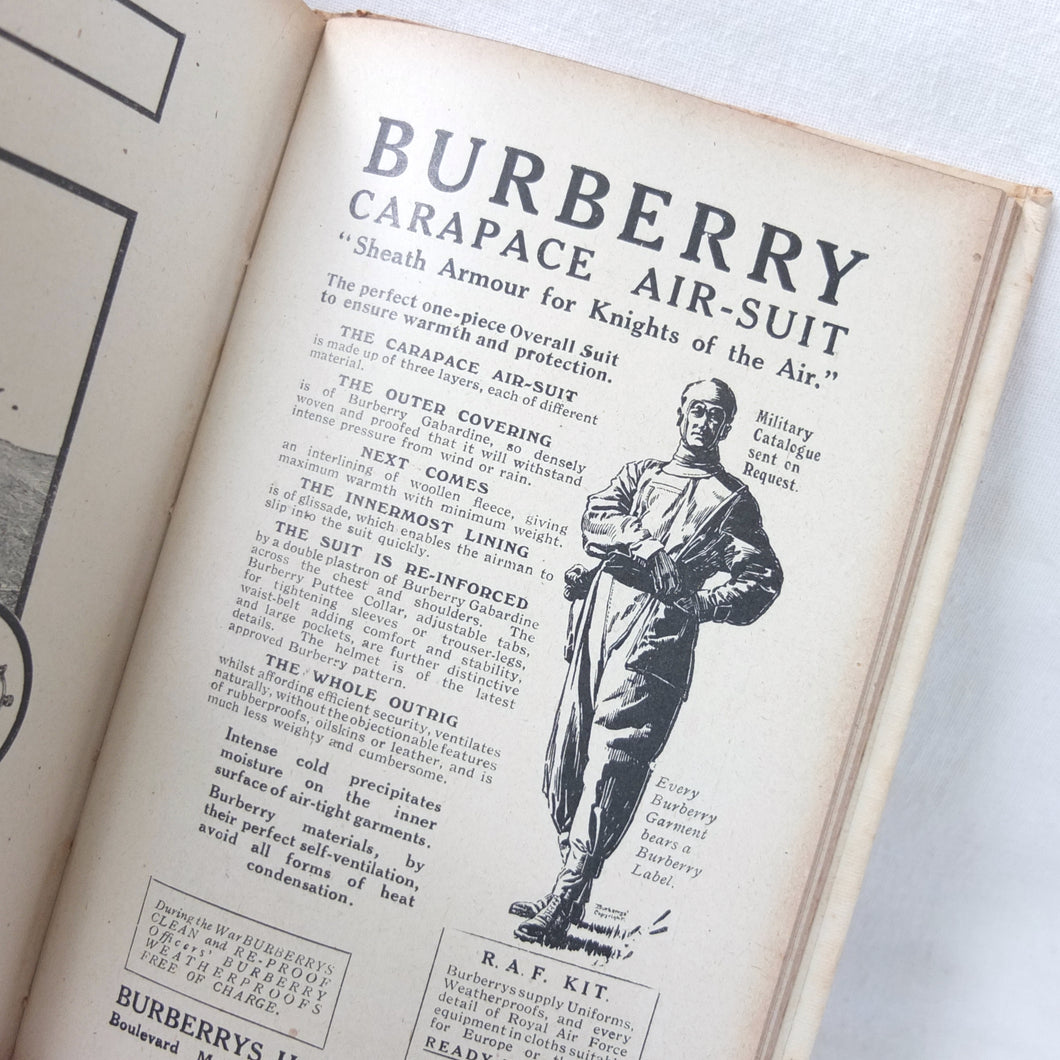 BURBERRY
CARAPACE AIR-SUIT
"Sheath Armour for Knights of the Air."
The perfect one-piece Overall Suit
to ensure warmth and protection.
THE CARAPACE AIR-SUIT
is made up of three layers, each of different
material.
THE OUTER COVERING
is of Burberry Gabardine, so densely
woven and proofed that it will withstand
intense pressure from wind or rain.
NEXT COMES
an interlining of woollen fleece, giving
maximum warmth with minimum weight.
THE INNERMOST LINING
is of glissade, which enables the airman to
slip into the suit quickly.
THE SUIT IS RE-INFORCED
by a double plastron of Burberry Gabardine
across the chest and shoulders. The
Burberry Puttee Collar, adjustable tabs,
for tightening sleeves or trouser-legs,
waist-belt adding comfort and stability,
and large pockets, are further distinctive
details. The helmet is of the latest
approved Burberry pattern.
THE WHOLE OUTRIG
whilst affording efficient security, ventilates
naturally, without the objectionable features
of rubberproofs, oilskins or leather, and is
much less weighty and cumbersome.
Intense cold precipitates
moisture on the inner
surface of air-tight garments.
Burberry materials, by
their perfect self-ventilation,
avoid all forms of heat
condensation.
Military
Catalogue
sent on
Request.
Every
Burberry
Garment
bears a
Burberry
Label.
Burberrys'
Copyright
During the War BURBERRYS
CLEAN and RE-PROOF
Officers' BURBERRY
WEATHERPROOFS
FREE OF CHARGE.
R.A.F. KIT.
Burberrys supply Uniforms,
Weatherproofs, and every
detail of Royal Air Force
equipment in cloths
for Europe or
READY
BURBERRYS
Boulevard